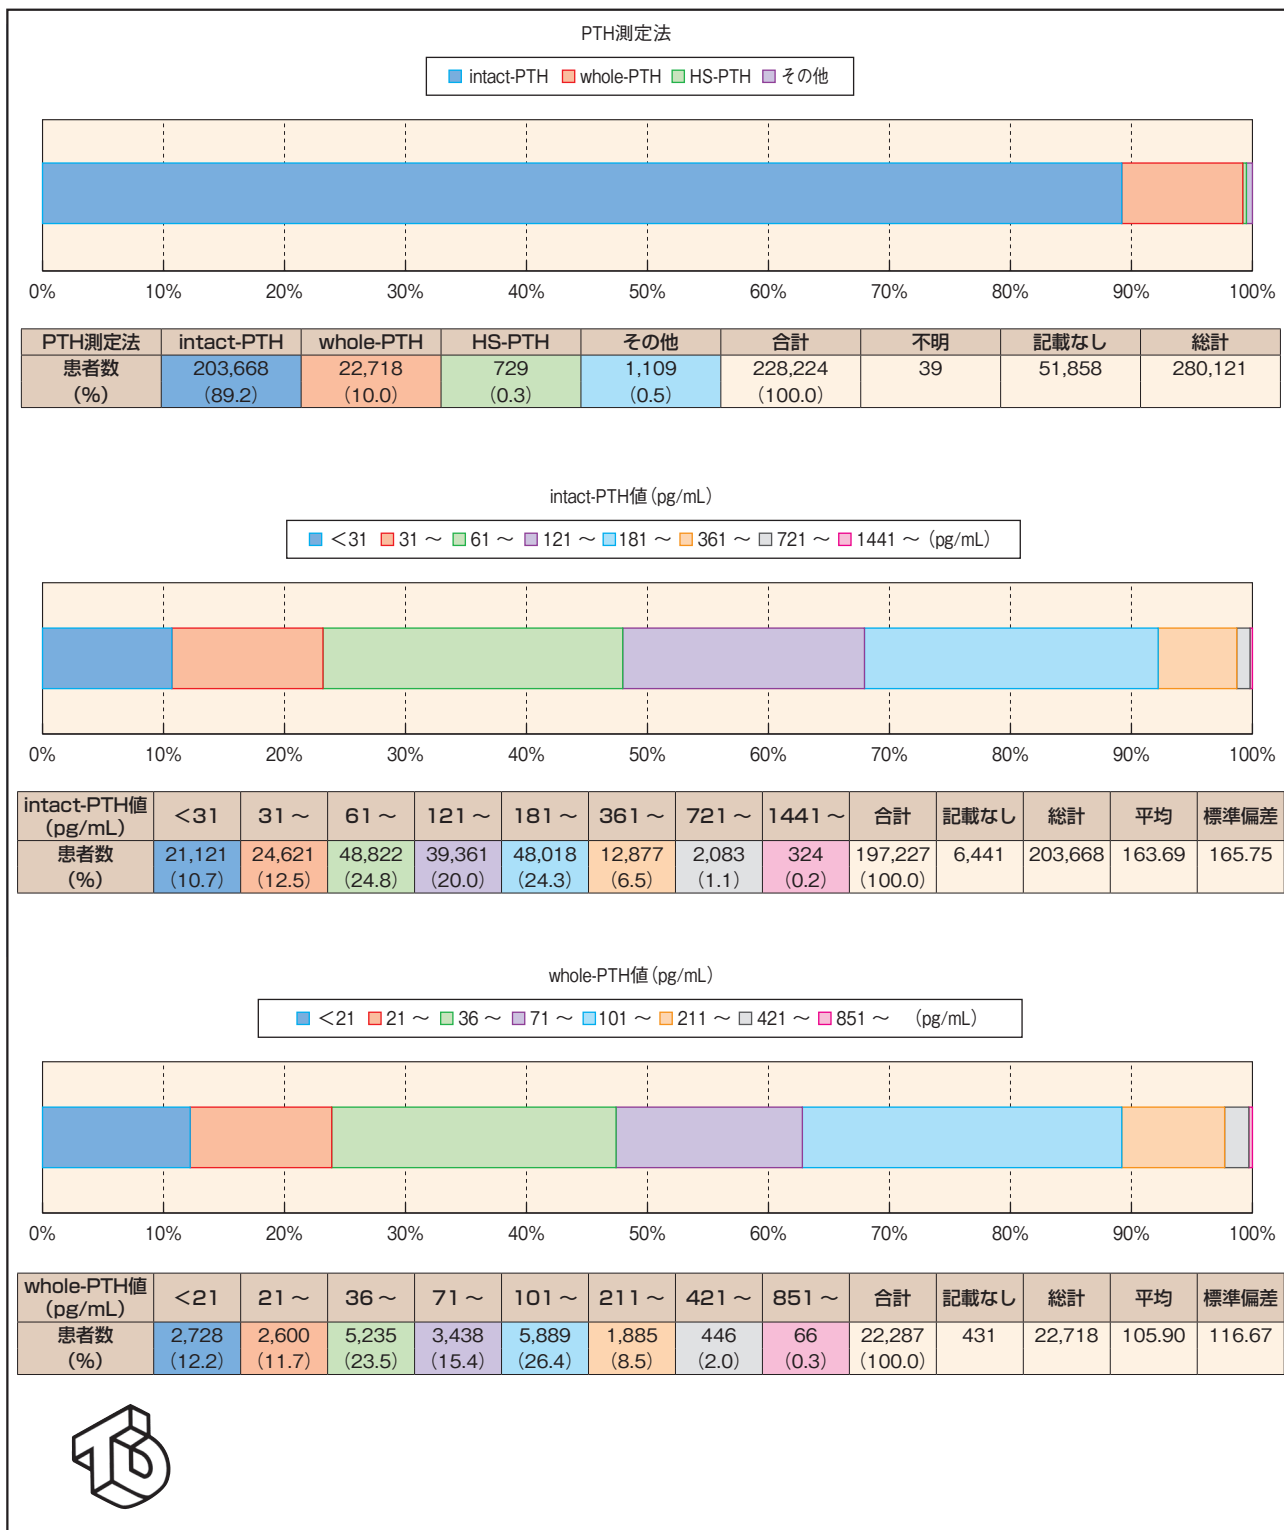 PTH測定法
intact-PTH whole-PTH HS-PTH その他
0% 10% 20% 30% 40% 50% 60% 70% 80% 90% 100%
PTH測定法 intact-PTH whole-PTH HS-PTH その他 合計 不明 記載なし 総計
患者数 203,668 22,718 729 1,109 228,224 39 51,858 280,121
(%) (89.2) (10.0) (0.3) (0.5) (100.0)
intact-PTH値(pg/mL)
<31 31～ 61～ 121～ 181～ 361～ 721～ 1441～ (pg/mL)
0% 10% 20% 30% 40% 50% 60% 70% 80% 90% 100%
intact-PTH値 (pg/mL) <31 31～ 61～ 121～ 181～ 361～ 721～ 1441～ 合計 記載なし 総計 平均 標準偏差
患者数 21,121 24,621 48,822 39,361 48,018 12,877 2,083 324 197,227 6,441 203,668 163.69 165.75
(%) (10.7) (12.5) (24.8) (20.0) (24.3) (6.5) (1.1) (0.2) (100.0)
whole-PTH値(pg/mL)
<21 21～ 36～ 71～ 101～ 211～ 421～ 851～ (pg/mL)
0% 10% 20% 30% 40% 50% 60% 70% 80% 90% 100%
whole-PTH値 (pg/mL) <21 21～ 36～ 71～ 101～ 211～ 421～ 851～ 合計 記載なし 総計 平均 標準偏差
患者数 2,728 2,600 5,235 3,438 5,889 1,885 446 66 22,287 431 22,718 105.90 116.67
(%) (12.2) (11.7) (23.5) (15.4) (26.4) (8.5) (2.0) (0.3) (100.0)